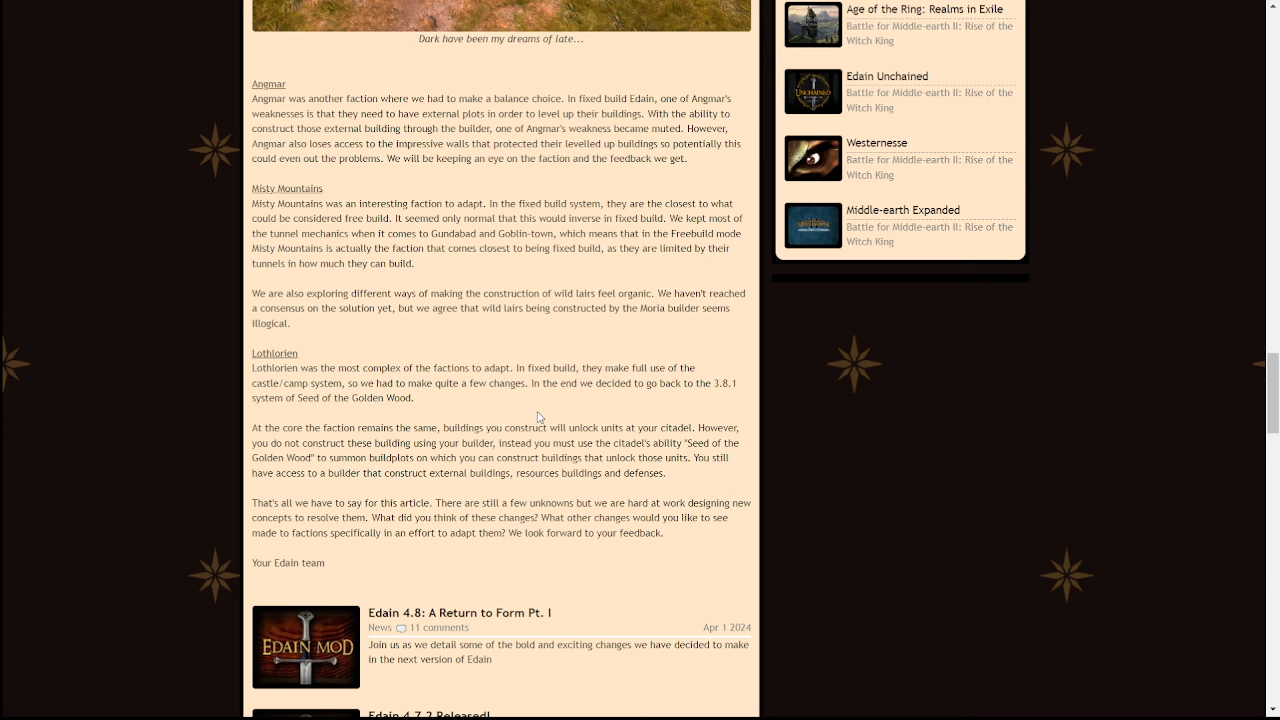 Dark have been my dreams of late...
Angmar
Angmar was another faction where we had to make a balance choice. In fixed build Edain, one of Angmar's
weaknesses is that they need to have external plots in order to level up their buildings. With the ability to
construct those external building through the builder, one of Angmar's weakness became muted. However,
Angmar also loses access to the impressive walls that protected their levelled up buildings so potentially this
could even out the problems. We will be keeping an eye on the faction and the feedback we get.
Misty Mountains
Misty Mountains was an interesting faction to adapt. In the fixed build system, they are the closest to what
could be considered free build. It seemed only normal that this would inverse in fixed build. We kept most of
the tunnel mechanics when it comes to Gundabad and Goblin-town, which means that in the Freebuild mode
Misty Mountains is actually the faction that comes closest to being fixed build, as they are limited by their
tunnels in how much they can build.
We are also exploring different ways of making the construction of wild lairs feel organic. We haven't reached
a consensus on the solution yet, but we agree that wild lairs being constructed by the Moria builder seems
illogical.
Lothlorien
Lothlorien was the most complex of the factions to adapt. In fixed build, they make full use of the
castle/camp system, so we had to make quite a few changes. In the end we decided to go back to the 3.8.1
system of Seed of the Golden Wood.
At the core the faction remains the same, buildings you construct will unlock units at your citadel. However,
you do not construct these building using your builder, instead you must use the citadel's ability "Seed of the
Golden Wood" to summon buildplots on which you can construct buildings that unlock those units. You still
have access to a builder that construct external buildings, resources buildings and defenses.
That's all we have to say for this article. There are still a few unknowns but we are hard at work designing new
concepts to resolve them. What did you think of these changes? What other changes would you like to see
made to factions specifically in an effort to adapt them? We look forward to your feedback.
Your Edain team
EDAIN MOD
Edain 4.8: A Return to Form Pt. I
News 11 comments Apr 1 2024
Join us as we detail some of the bold and exciting changes we have decided to make
in the next version of Edain
Edain 4.7.2 Released!
Age of the Ring: Realms in Exile
Battle for Middle-earth II: Rise of the
Witch King
UNCHAINED
Edain Unchained
Battle for Middle-earth II: Rise of the
Witch King
Westernesse
Battle for Middle-earth II: Rise of the
Witch King
Middle-earth Expanded
Battle for Middle-earth II: Rise of the
Witch King